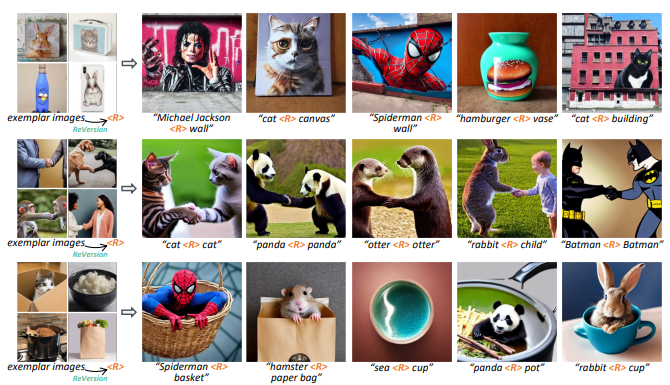 exemplar images <R>
ReVersion
“Michael Jackson
<R> wall”
“cat <R> canvas”
“Spiderman <R>
wall”
“hamburger <R> vase”
“cat <R> building”
exemplar images <R>
ReVersion
“cat <R> cat”
“panda <R> panda”
“otter <R> otter”
“rabbit <R> child”
“Batman <R> Batman”
exemplar images <R>
ReVersion
“Spiderman <R>
basket”
“hamster <R>
paper bag”
“sea <R> cup”
“panda <R> pot”
“rabbit <R> cup”